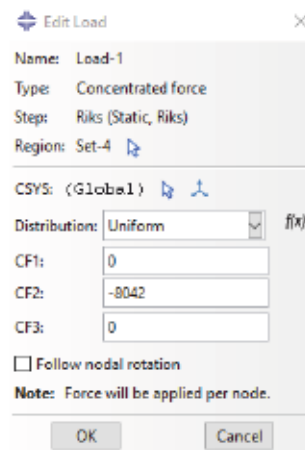 Edit Load
Name: Load-1
Type: Concentrated force
Step: Riks (Static, Riks)
Region: Set-4
CSYS: (Global)
Distribution: Uniform f(x)
CF1: 0
CF2: -8042
CF3: 0
Follow nodal rotation
Note: Force will be applied per node.
OK Cancel